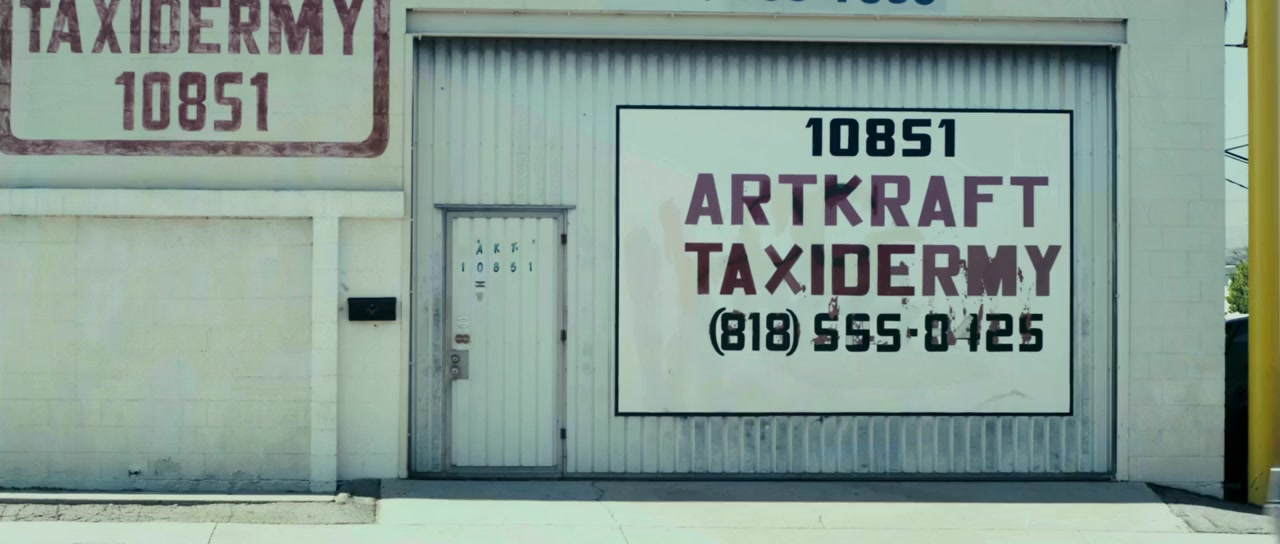 TAXIDERMY
10851
10851
ARTKRAFT
TAXIDERMY
(818) 555-0125
ART
10851